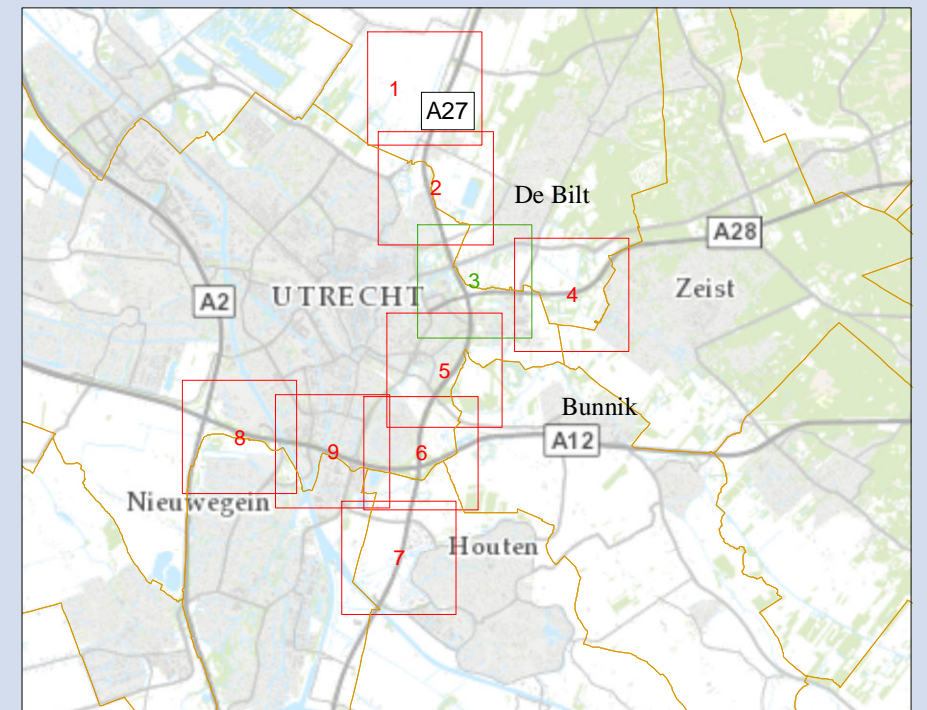 1
A27
2
De Bilt
A28
3
Zeist
4
UTRECHT
A2
5
Bunnik
8
9
6
A12
Nieuwegein
Houten
7